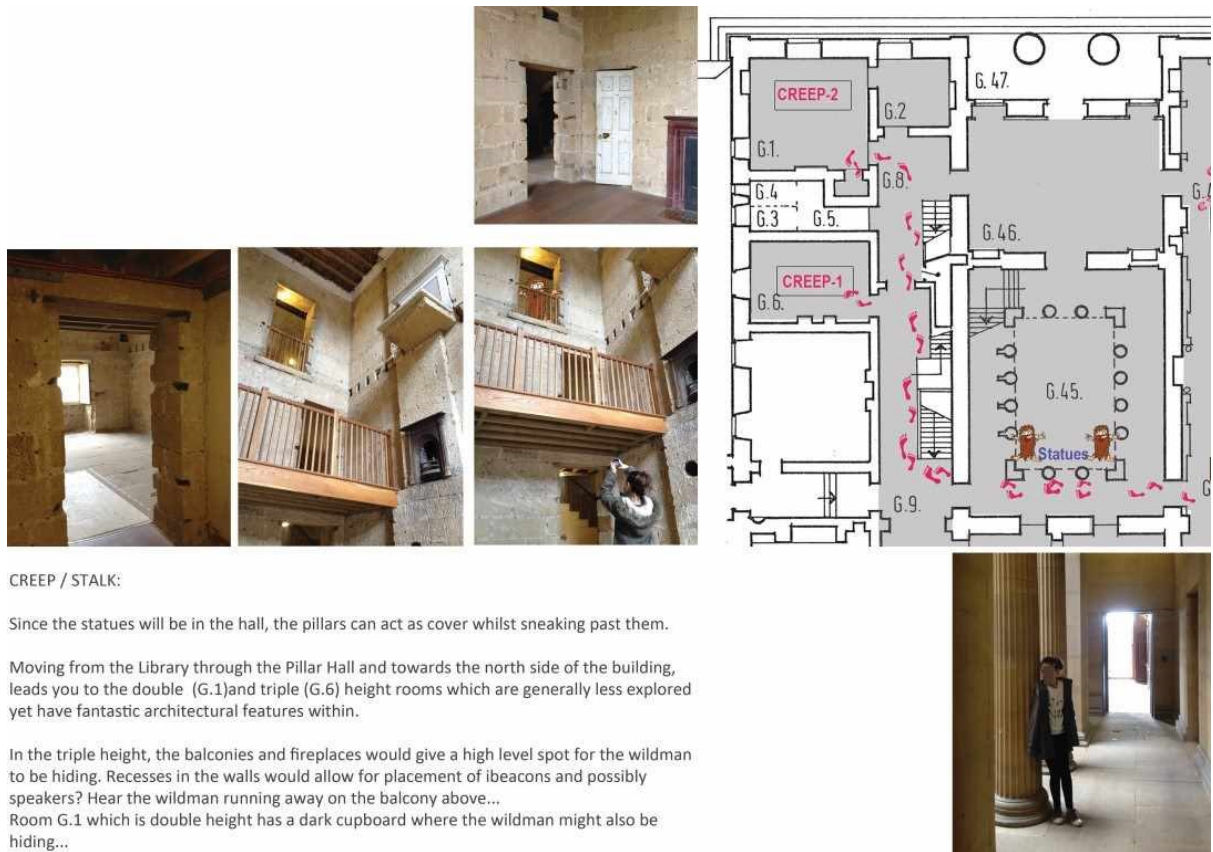 CREEP-2
G.2
G.47.
G.1.
G.8.
G.4
G.3
G.5.
G.46.
CREEP-1
G.6.
G.45.
Statues
G.9.
CREEP / STALK:
Since the statues will be in the hall, the pillars can act as cover whilst sneaking past them.
Moving from the Library through the Pillar Hall and towards the north side of the building,
leads you to the double (G.1)and triple (G.6) height rooms which are generally less explored
yet have fantastic architectural features within.
In the triple height, the balconies and fireplaces would give a high level spot for the wildman
to be hiding. Recesses in the walls would allow for placement of ibeacons and possibly
speakers? Hear the wildman running away on the balcony above...
Room G.1 which is double height has a dark cupboard where the wildman might also be
hiding...